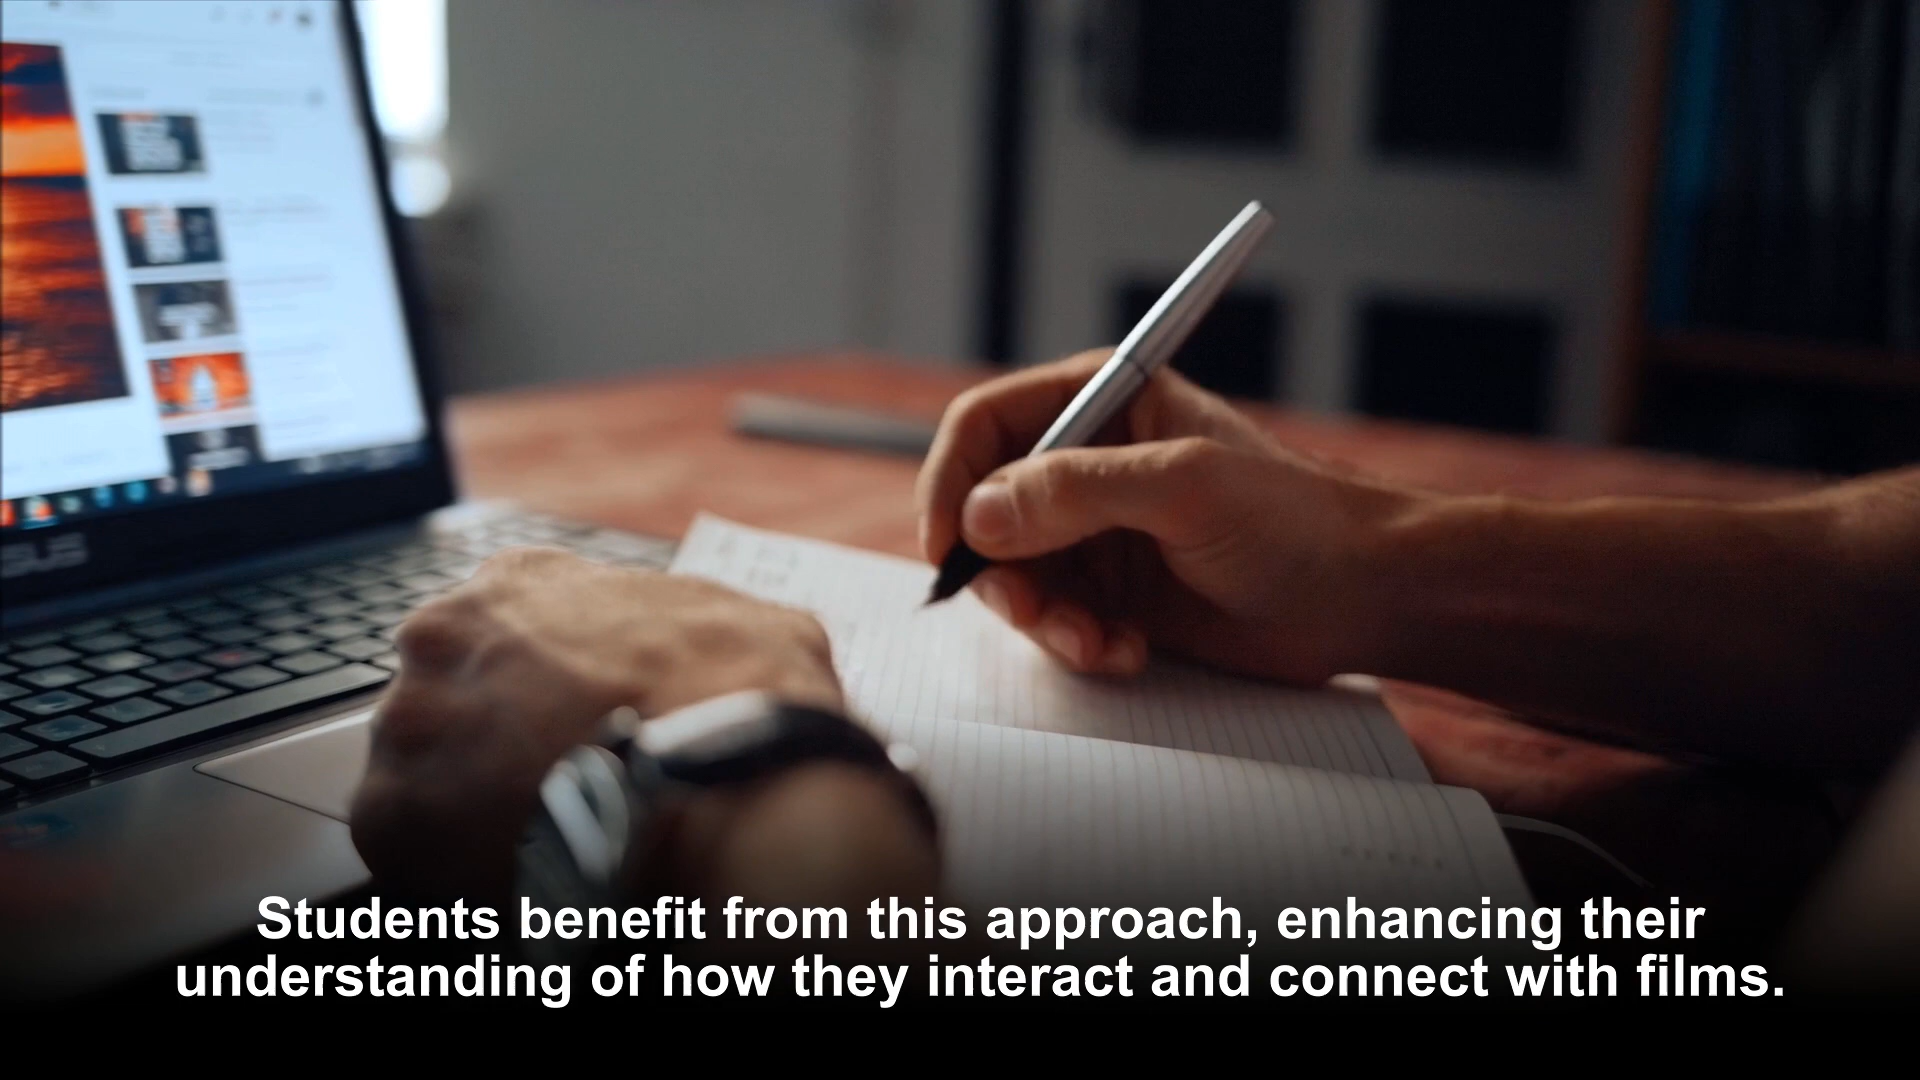 Students benefit from this approach, enhancing their
understanding of how they interact and connect with films.